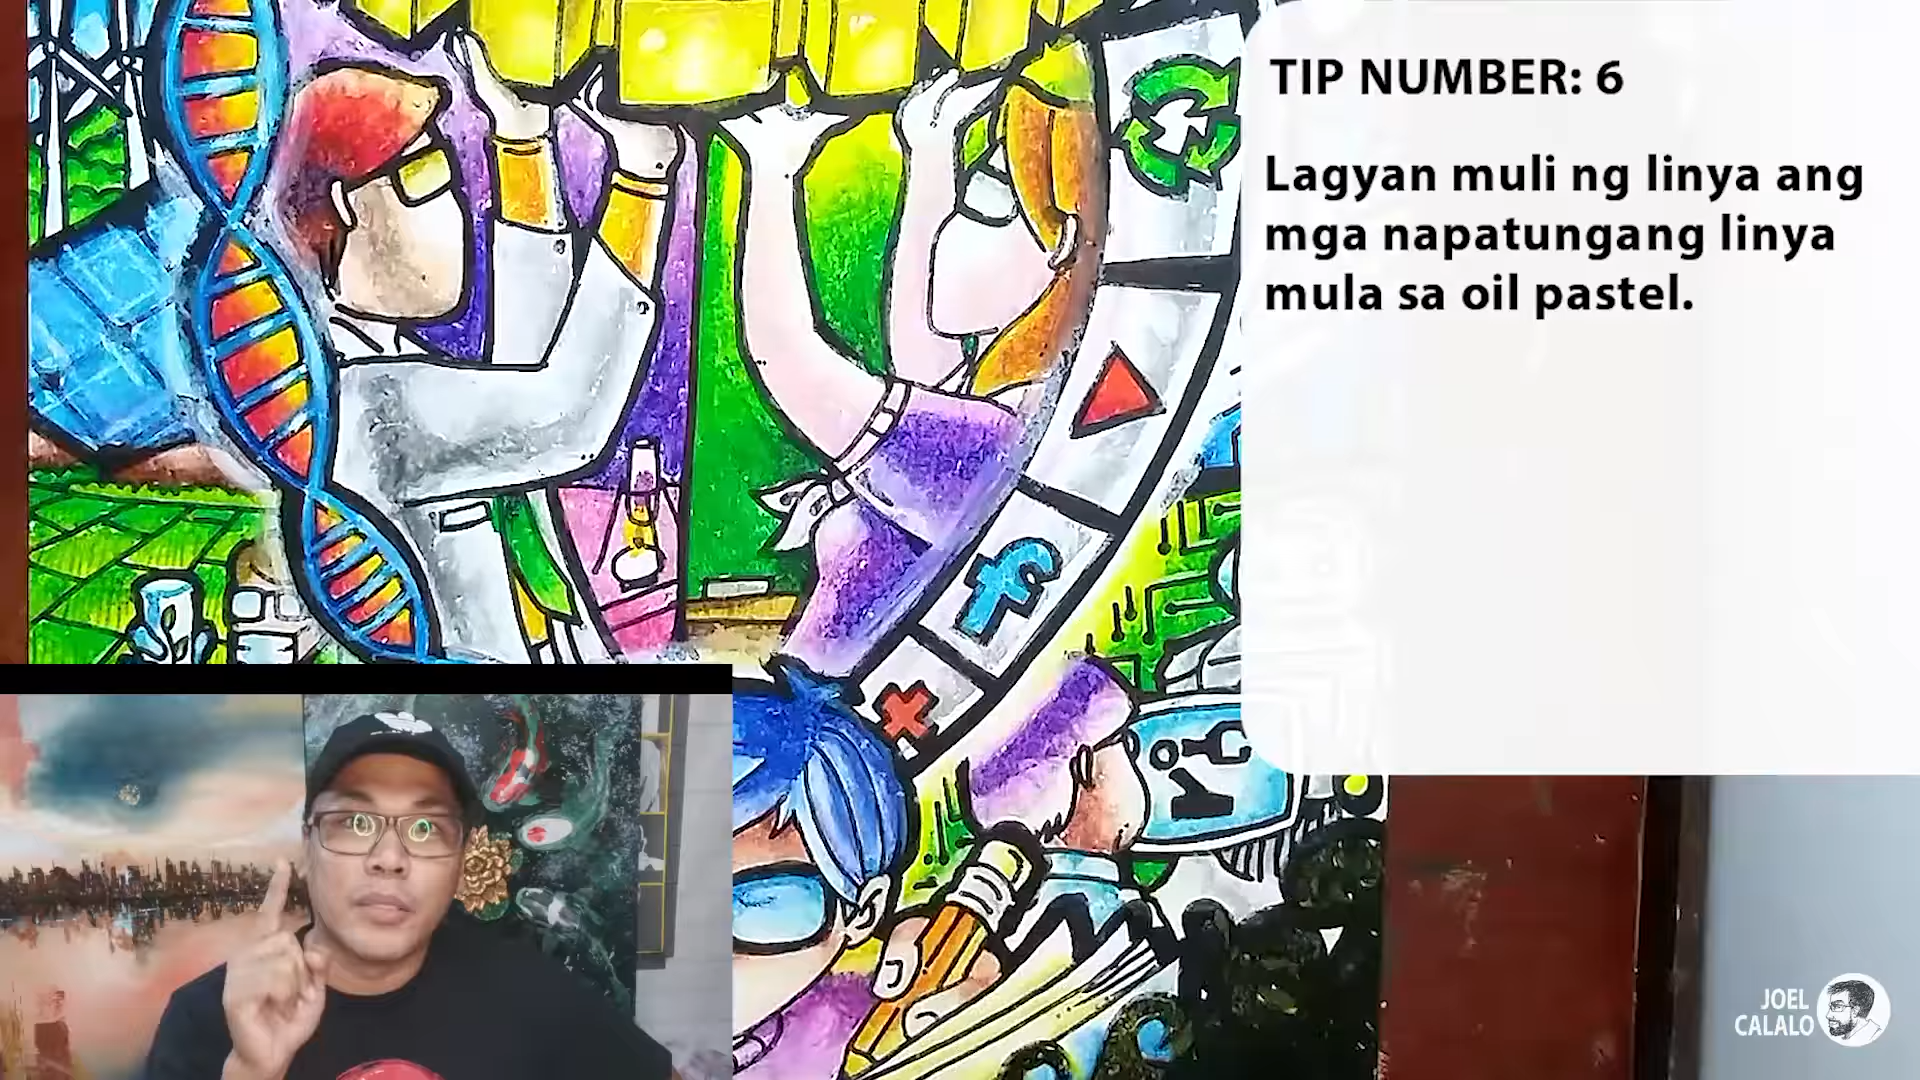 TIP NUMBER: 6
Lagyan muli ng linya ang
mga napatungang linya
mula sa oil pastel.
f
JOEL
CALALO